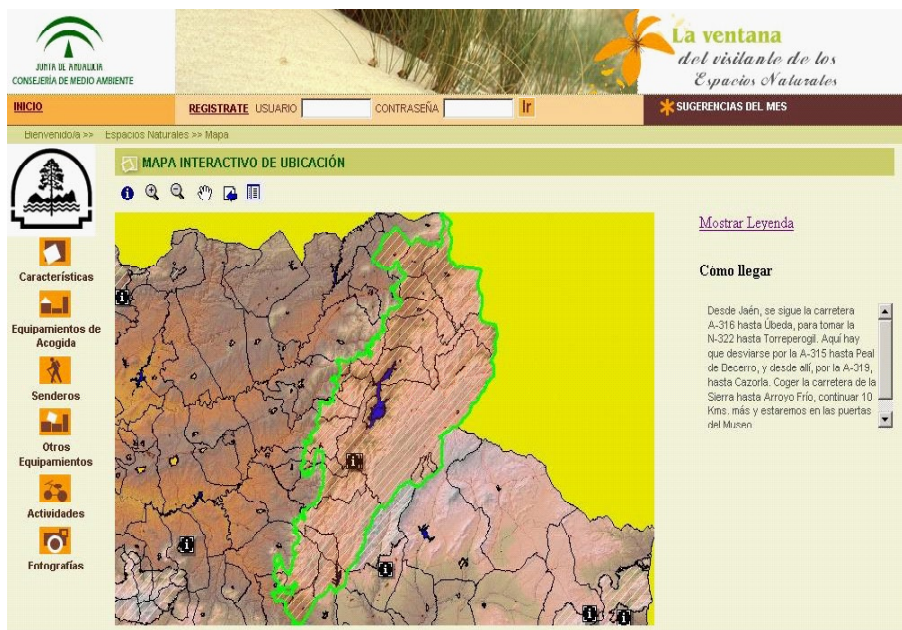 JUNTA DE ANDALUCIA
CONSEJERÍA DE MEDIO AMBIENTE
La ventana
del visitante de los
Espacios Naturales
INICIO
REGISTRATE USUARIO CONTRASEÑA Ir
SUGERENCIAS DEL MES
Bienvenido/a >> Espacios Naturales >> Mapa
MAPA INTERACTIVO DE UBICACIÓN
Mostrar Leyenda
Cómo llegar
Desde Jaén, se sigue la carretera
A-316 hasta Úbeda, para tomar la
N-322 hasta Torreperogil. Aquí hay
que desviarse por la A-315 hasta Peal
de Decerro, y desde allí, por la A-319,
hasta Cazorla. Coger la carretera de la
Sierra hasta Arroyo Frío, continuar 10
Kms. más y estaremos en las puertas
del Museo
Características
Equipamientos de
Acogida
Senderos
Otros
Equipamientos
Actividades
Fotografías